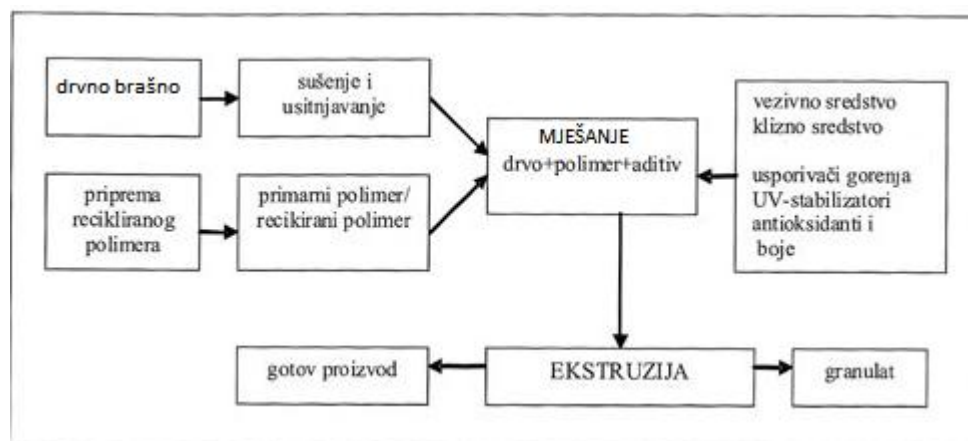 drvno brašno
sušenje i
usitnjavanje
MJEŠANJE
drvo+polimer+aditiv
vezivno sredstvo
klizno sredstvo
usporivači gorenja
UV-stabilizatori
antioksidanti i
boje
priprema
recikliranog
polimera
primarni polimer/
recikirani polimer
gotov proizvod
EKSTRUZIJA
granulat